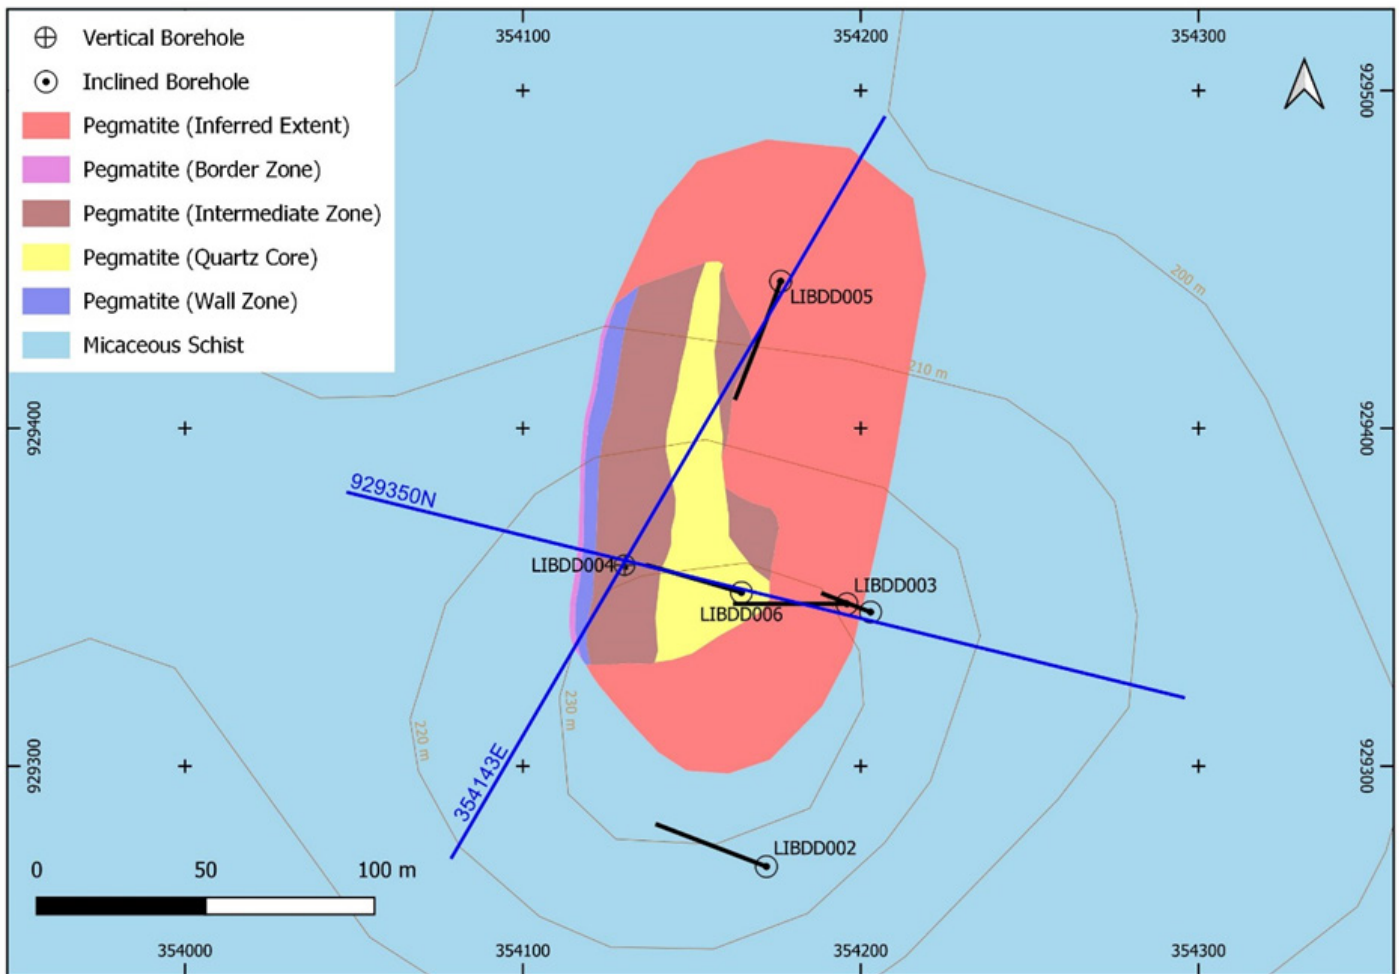 Vertical Borehole
Inclined Borehole
Pegmatite (Inferred Extent)
Pegmatite (Border Zone)
Pegmatite (Intermediate Zone)
Pegmatite (Quartz Core)
Pegmatite (Wall Zone)
Micaceous Schist
354100
354200
354300
929500
200 m
LIBDD005
210 m
929400
929400
929350N
LIBDD004
LIBDD003
LIBDD006
230 m
220 m
354143E
929300
929300
LIBDD002
0 50 100 m
354000
354100
354200
354300